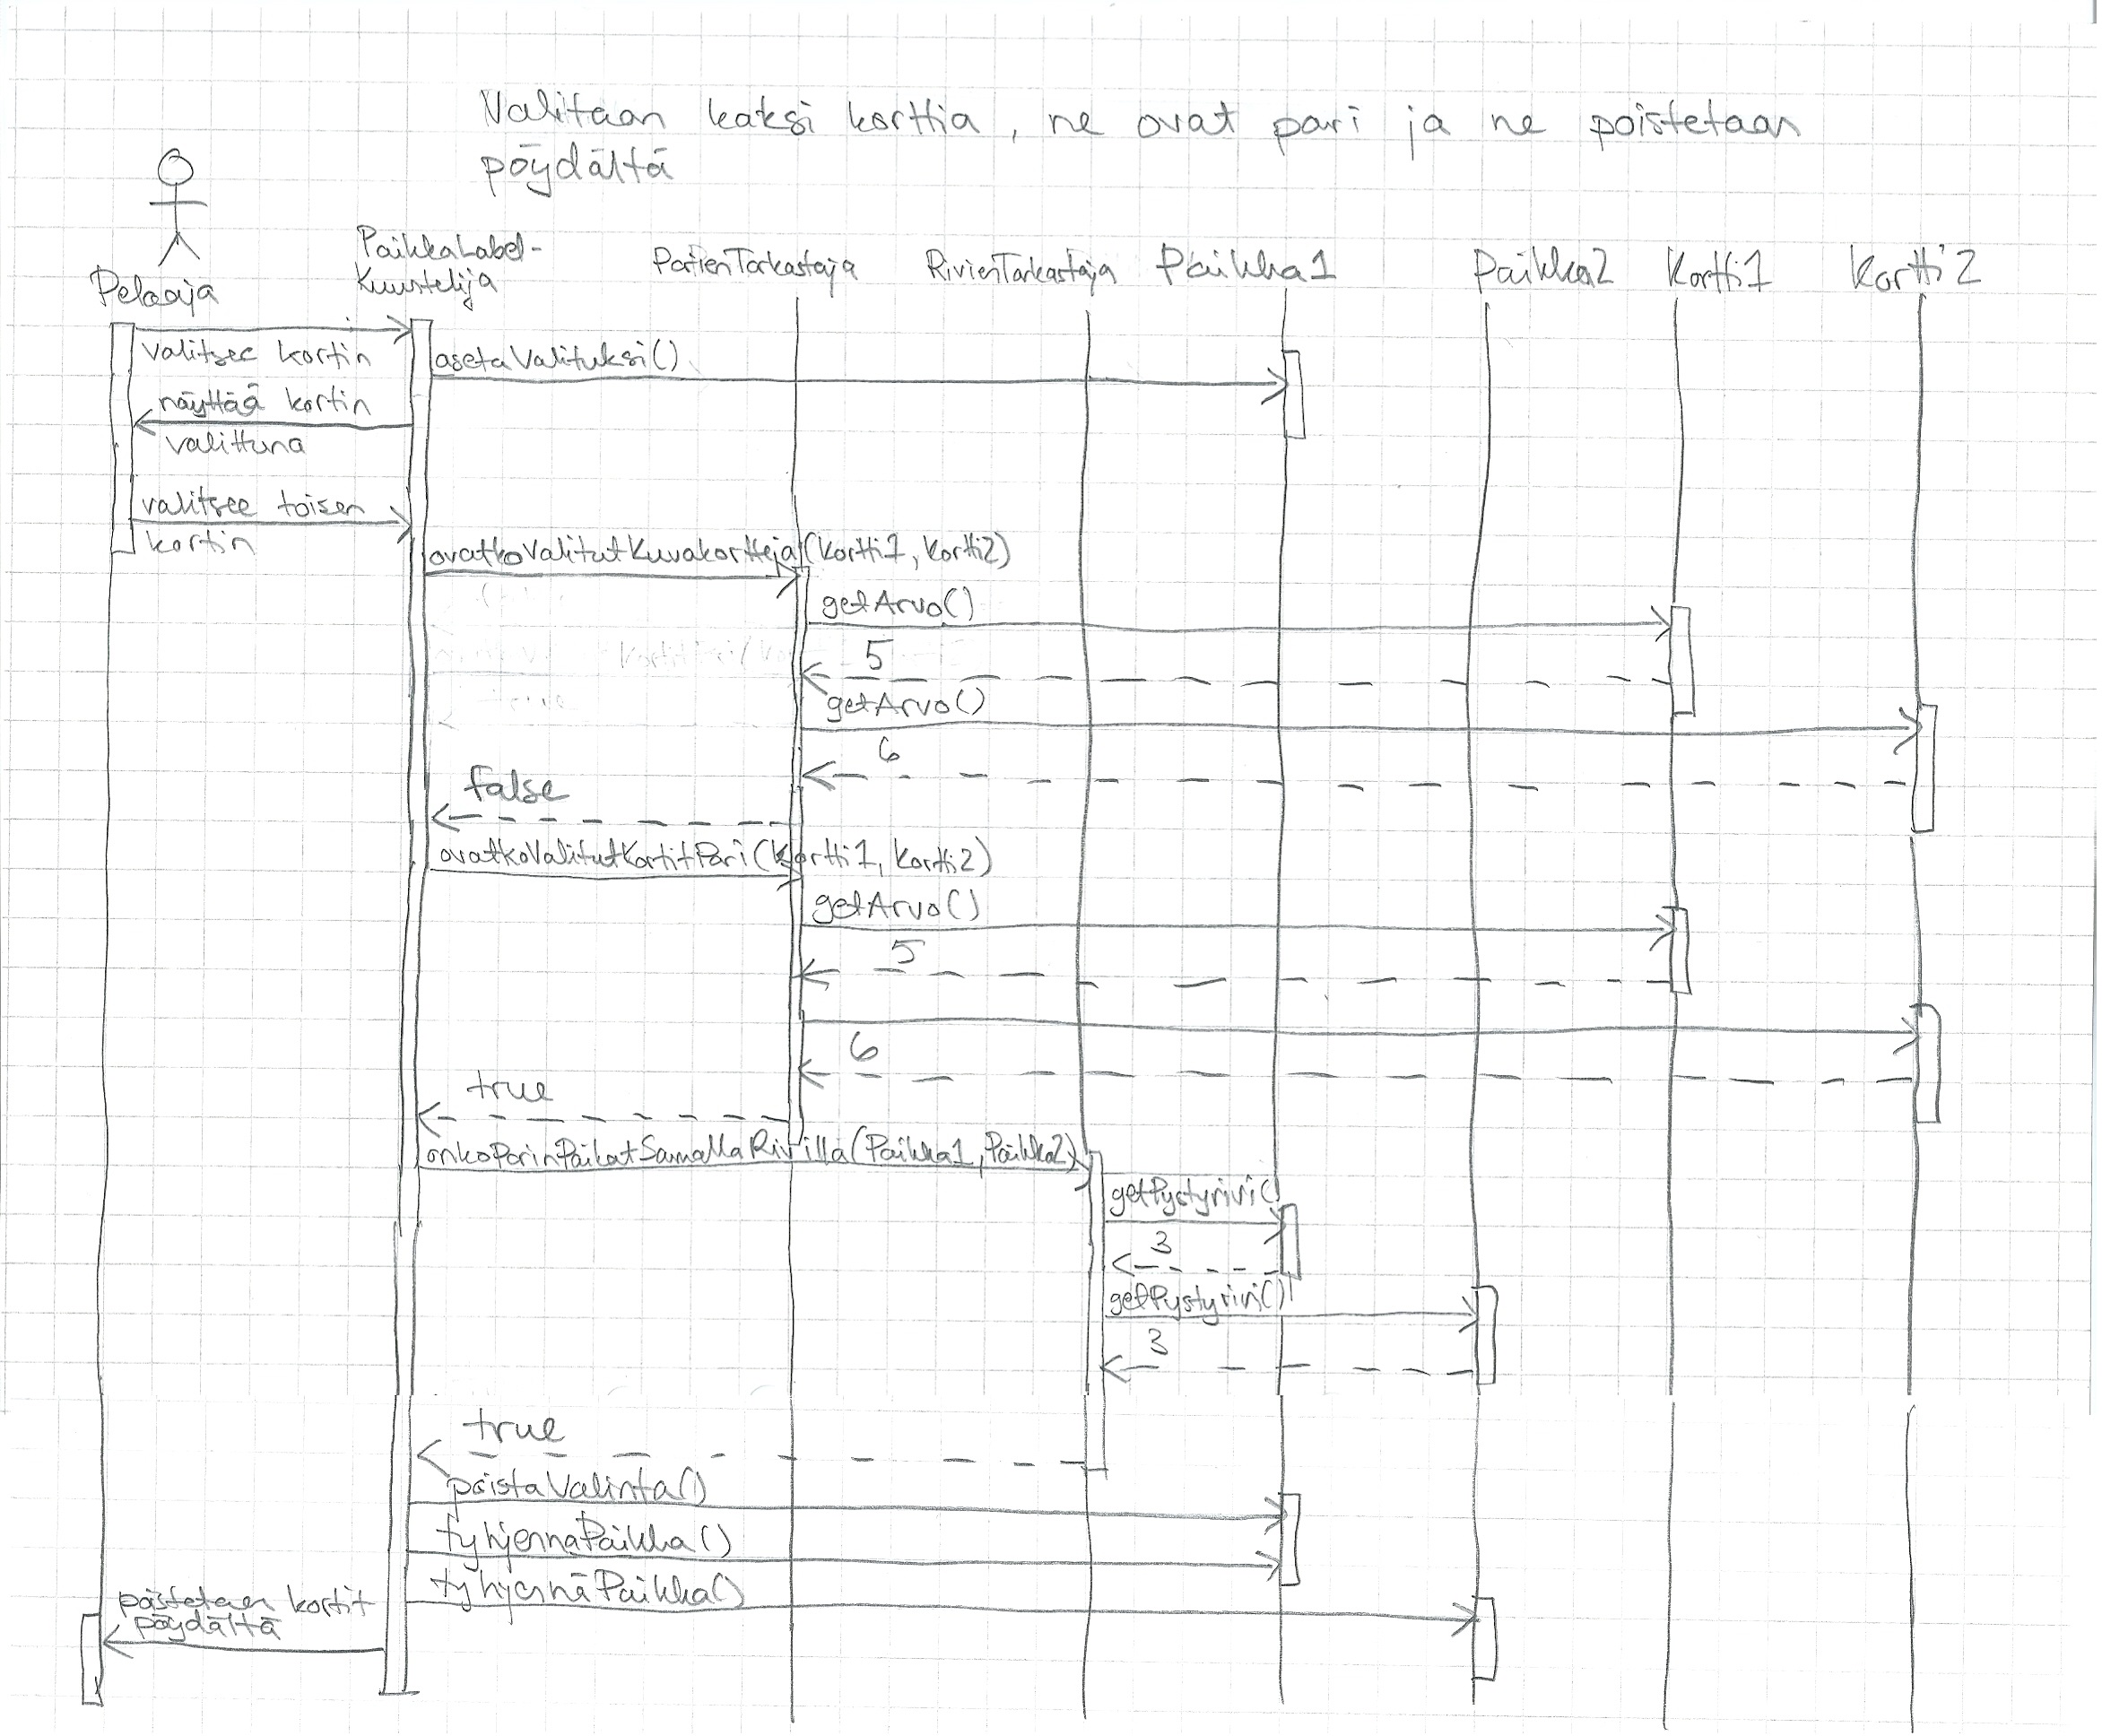 Valitaan kaksi korttia, ne ovat pari ja ne poistetaan
pöydältä
Pelaaja
PaikkaLabel-
Kuuntelija
ParienTarkastaja
RivienTarkastaja
Paikka1
Paikka2
Kortti1
Kortti2
valitsee kortin
asetaValituksi()
näyttää kortin
valittuna
valitsee toisen
kortin
ovatkoValitutKuvakortteja(Kortti1, Kortti2)
getArvo()
5
getArvo()
6
false
ovatkoValitutKortitPari(Kortti1, Kortti2)
getArvo()
5
6
true
onkoParinPaikatSamallaRivillä(Paikka1, Paikka2)
getPystyrivi()
3
getPystyrivi()
3
true
poistaValinta()
tyhjennäPaikka()
tyhjennäPaikka()
poistetaan kortit
pöydältä